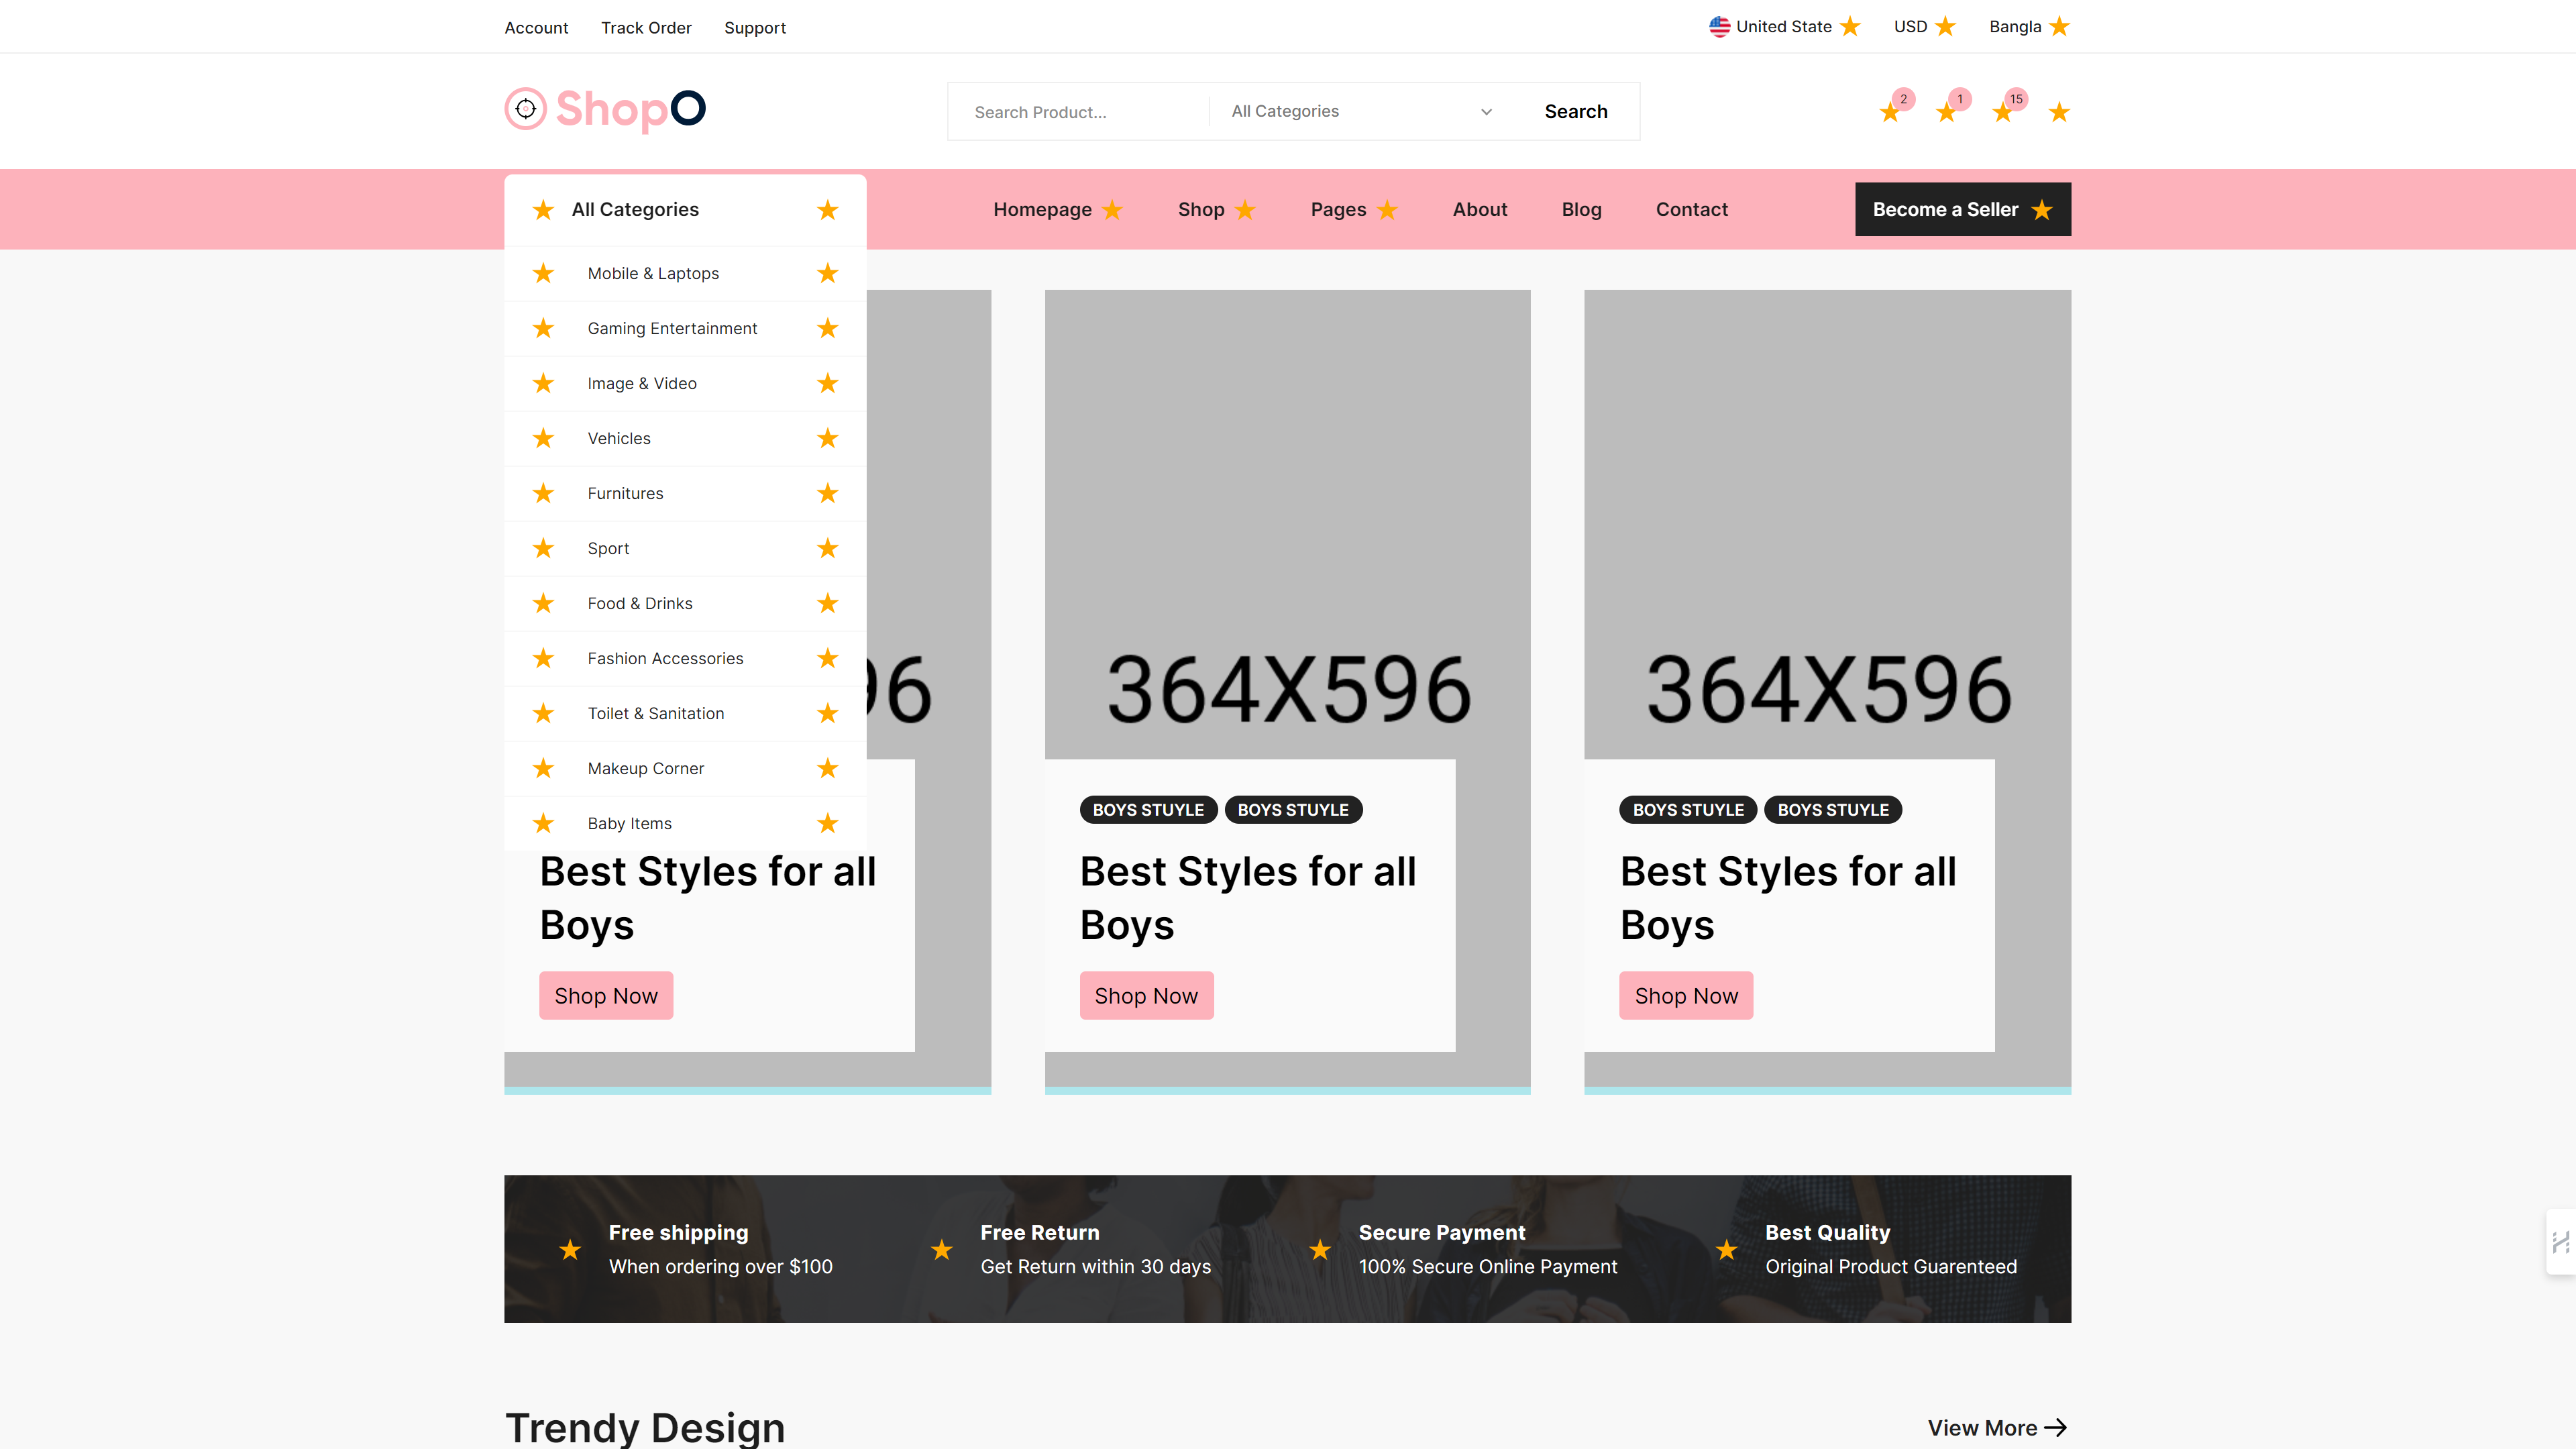 Account Track Order Support
United State USD Bangla
ShopO
Search Product... All Categories Search
2 1 15
All Categories
Homepage Shop Pages About Blog Contact
Become a Seller
Mobile & Laptops
Gaming Entertainment
Image & Video
Vehicles
Furnitures
Sport
Food & Drinks
Fashion Accessories
Toilet & Sanitation
Makeup Corner
Baby Items
96 364X596 364X596
BOYS STUYLE BOYS STUYLE BOYS STUYLE BOYS STUYLE
Best Styles for all
Boys
Shop Now
Best Styles for all
Boys
Shop Now
Best Styles for all
Boys
Shop Now
Free shipping
When ordering over $100
Free Return
Get Return within 30 days
Secure Payment
100% Secure Online Payment
Best Quality
Original Product Guarenteed
Trendy Design
View More